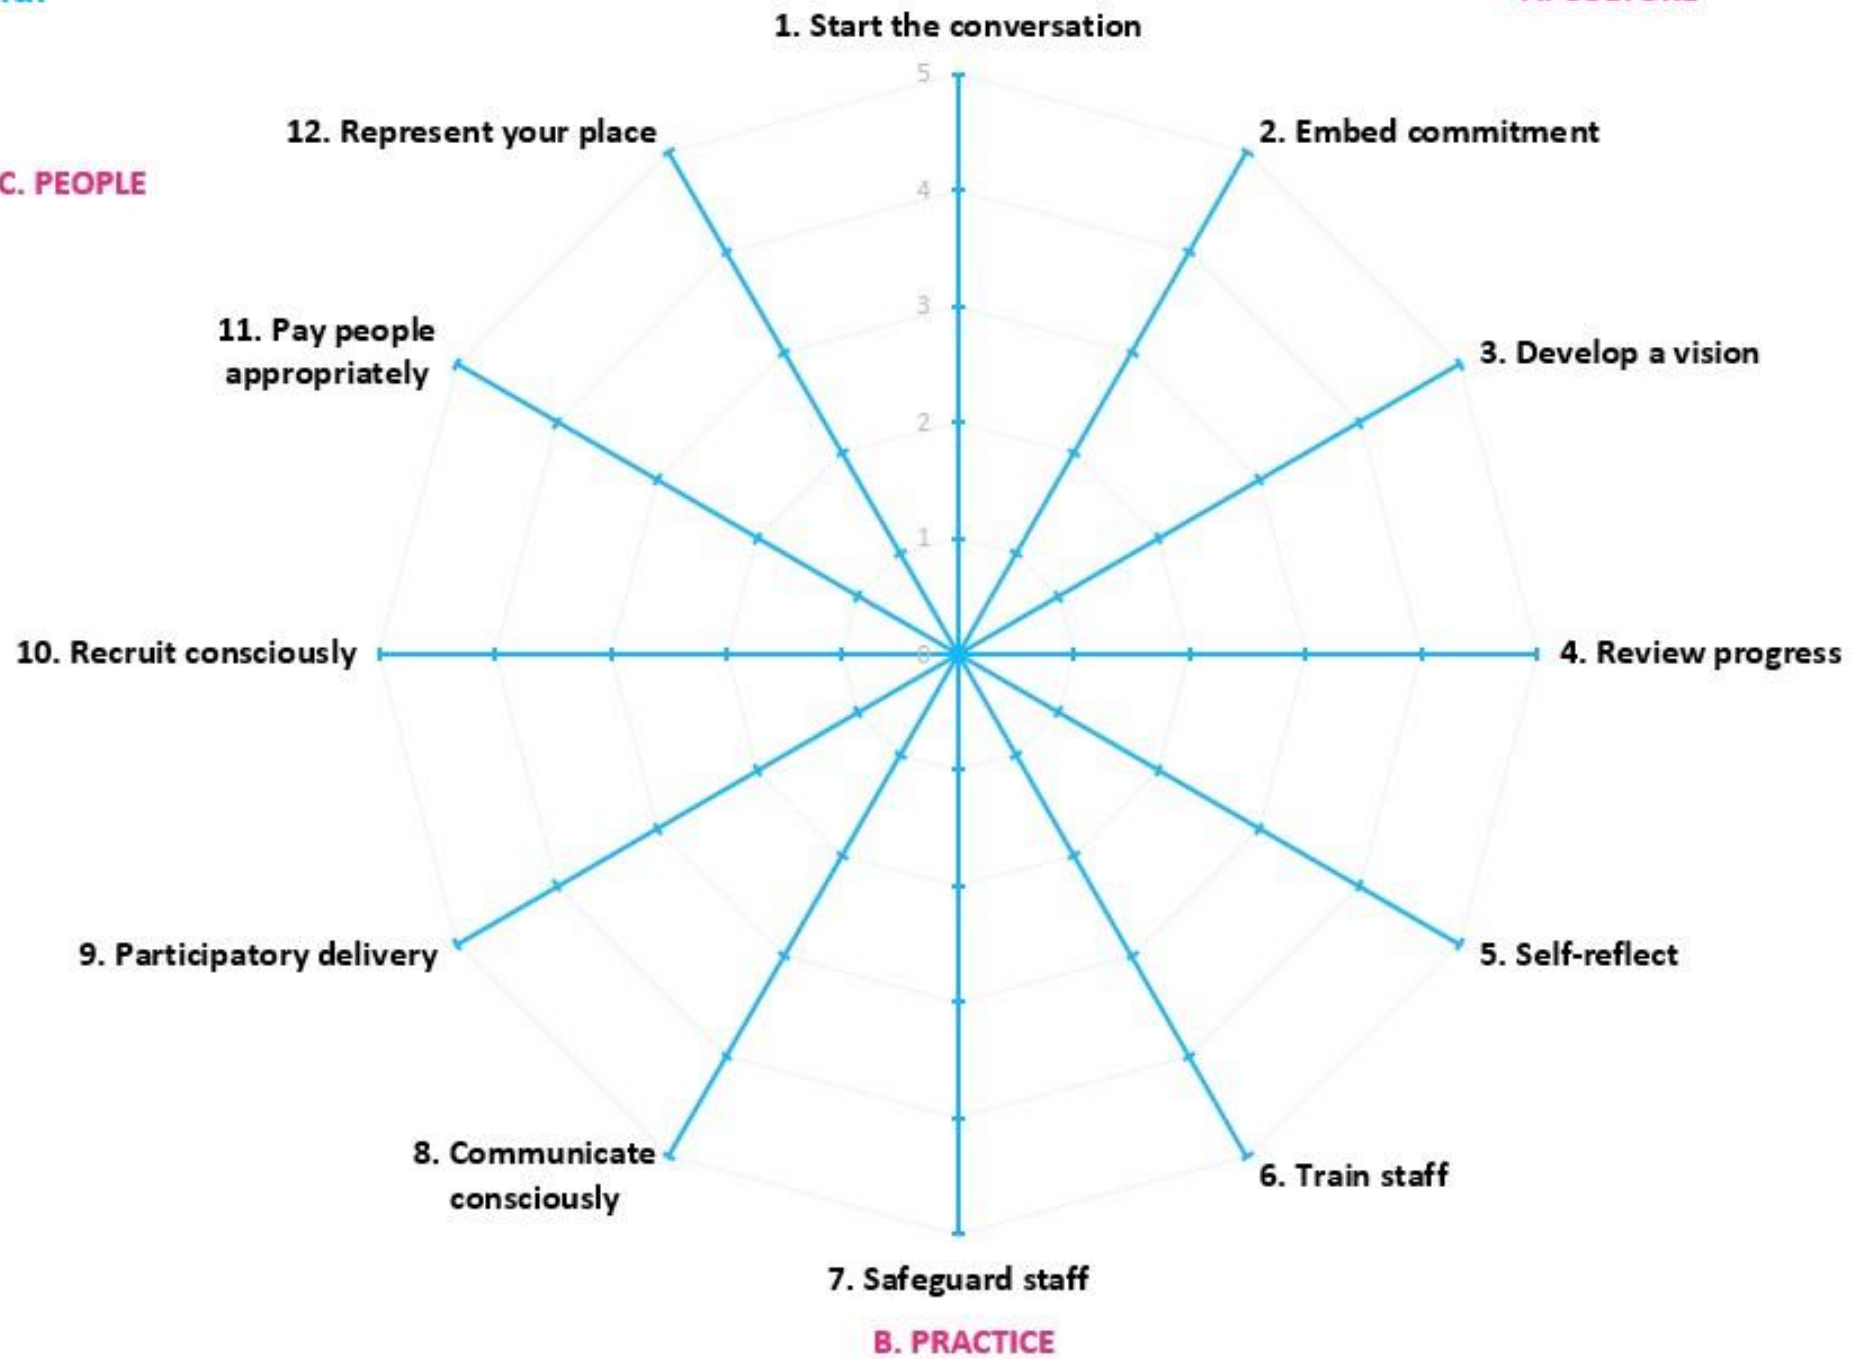 1. Start the conversation
5
12. Represent your place
2. Embed commitment
C. PEOPLE
4
11. Pay people
appropriately
3
3. Develop a vision
2
1
10. Recruit consciously
0
4. Review progress
9. Participatory delivery
5. Self-reflect
8. Communicate
consciously
6. Train staff
7. Safeguard staff
B. PRACTICE